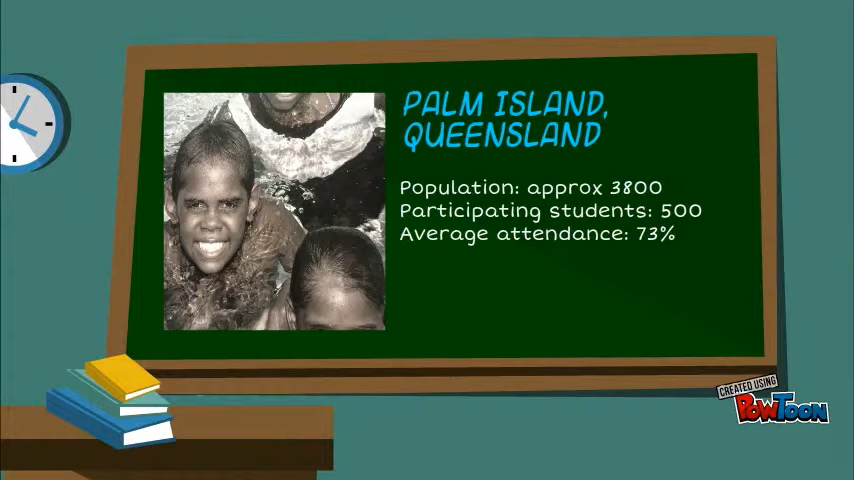 PALM ISLAND,
QUEENSLAND
Population: approx 3800
Participating students: 500
Average attendance: 73%
CREATED USING
POWTOON